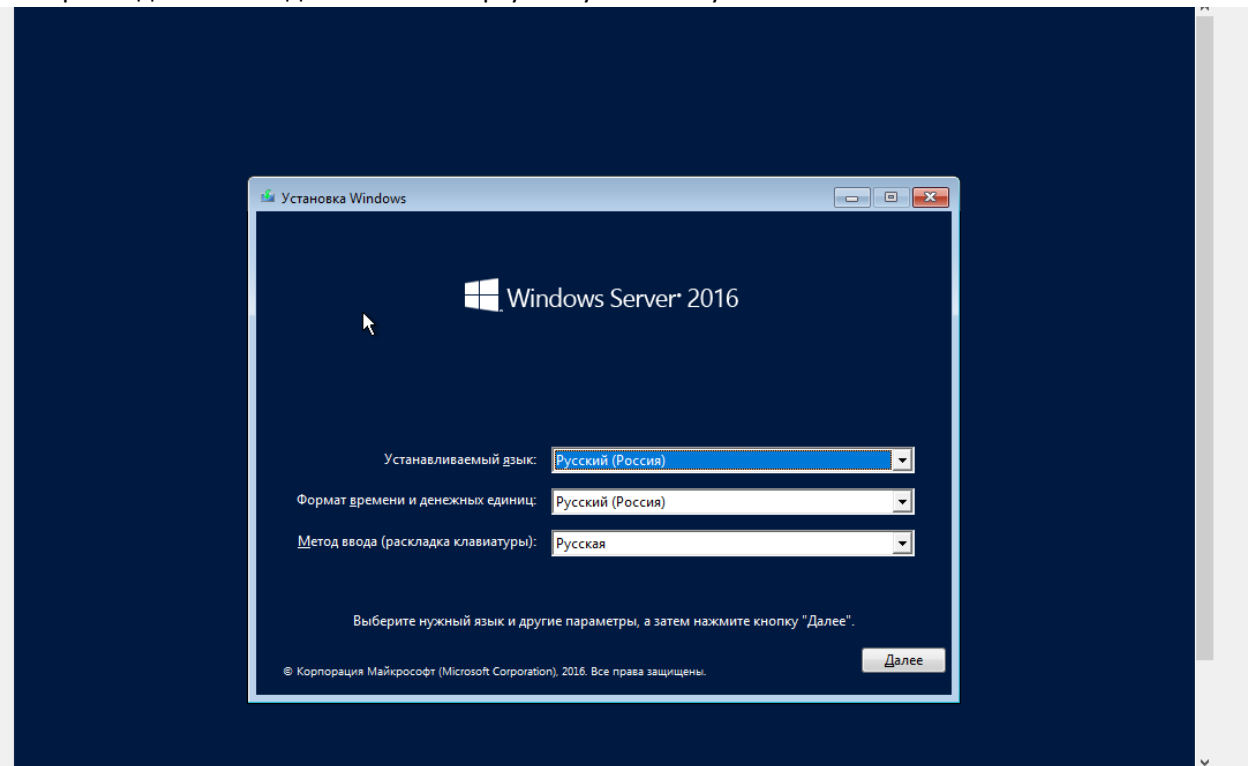 Установка Windows
Windows Server 2016
Устанавливаемый язык: Русский (Россия)
Формат времени и денежных единиц: Русский (Россия)
Метод ввода (раскладка клавиатуры): Русская
Выберите нужный язык и другие параметры, а затем нажмите кнопку "Далее".
Далее
© Корпорация Майкрософт (Microsoft Corporation), 2016. Все права защищены.